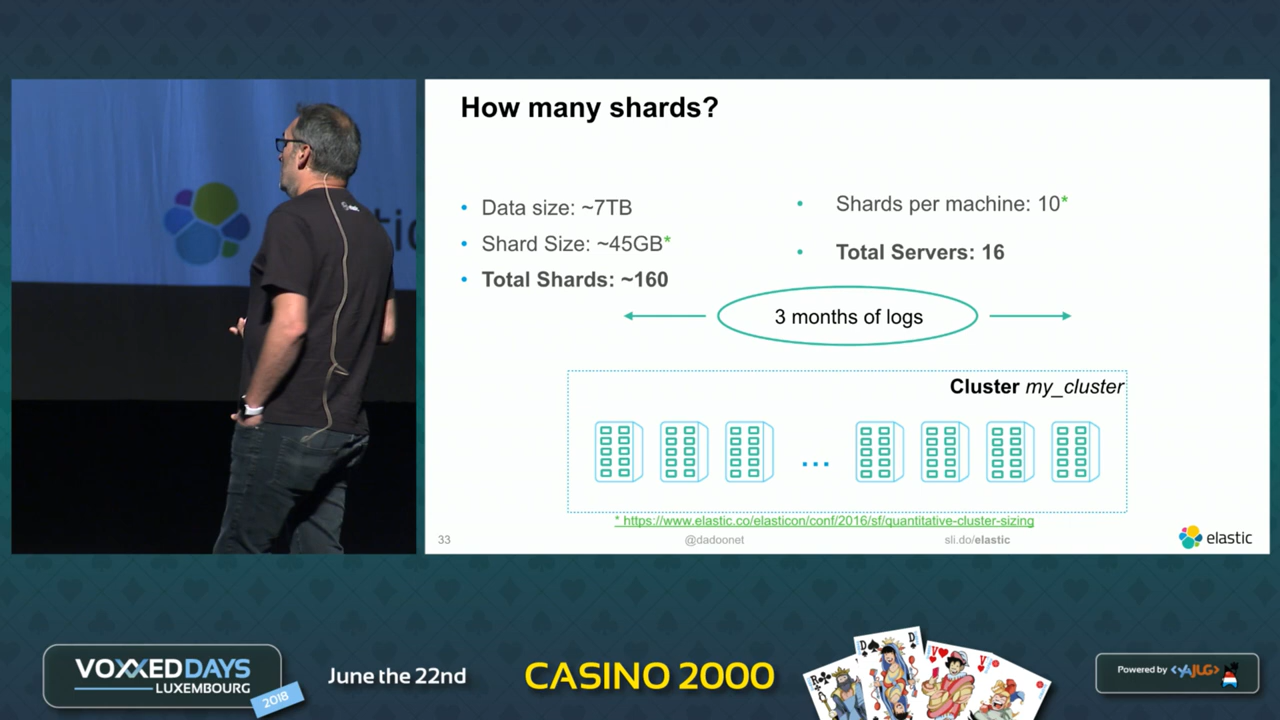 How many shards?
• Data size: ~7TB
• Shard Size: ~45GB*
• Total Shards: ~160
• Shards per machine: 10*
• Total Servers: 16
3 months of logs
Cluster my_cluster
...
* https://www.elastic.co/elasticon/conf/2016/sf/quantitative-cluster-sizing
33
@dadoonet
sli.do/elastic
elastic
VOXXEDDAYS
LUXEMBOURG
2018
June the 22nd
CASINO 2000
R
D
D
V
V
Powered by <YAJUG>